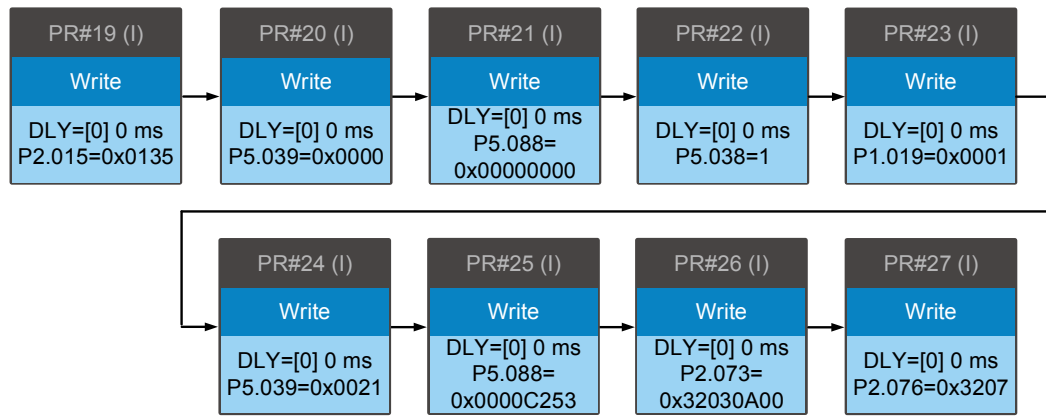 PR#19 (I)
Write
DLY=[0] 0 ms
P2.015=0x0135
PR#20 (I)
Write
DLY=[0] 0 ms
P5.039=0x0000
PR#21 (I)
Write
DLY=[0] 0 ms
P5.088=
0x00000000
PR#22 (I)
Write
DLY=[0] 0 ms
P5.038=1
PR#23 (I)
Write
DLY=[0] 0 ms
P1.019=0x0001
PR#24 (I)
Write
DLY=[0] 0 ms
P5.039=0x0021
PR#25 (I)
Write
DLY=[0] 0 ms
P5.088=
0x0000C253
PR#26 (I)
Write
DLY=[0] 0 ms
P2.073=
0x32030A00
PR#27 (I)
Write
DLY=[0] 0 ms
P2.076=0x3207